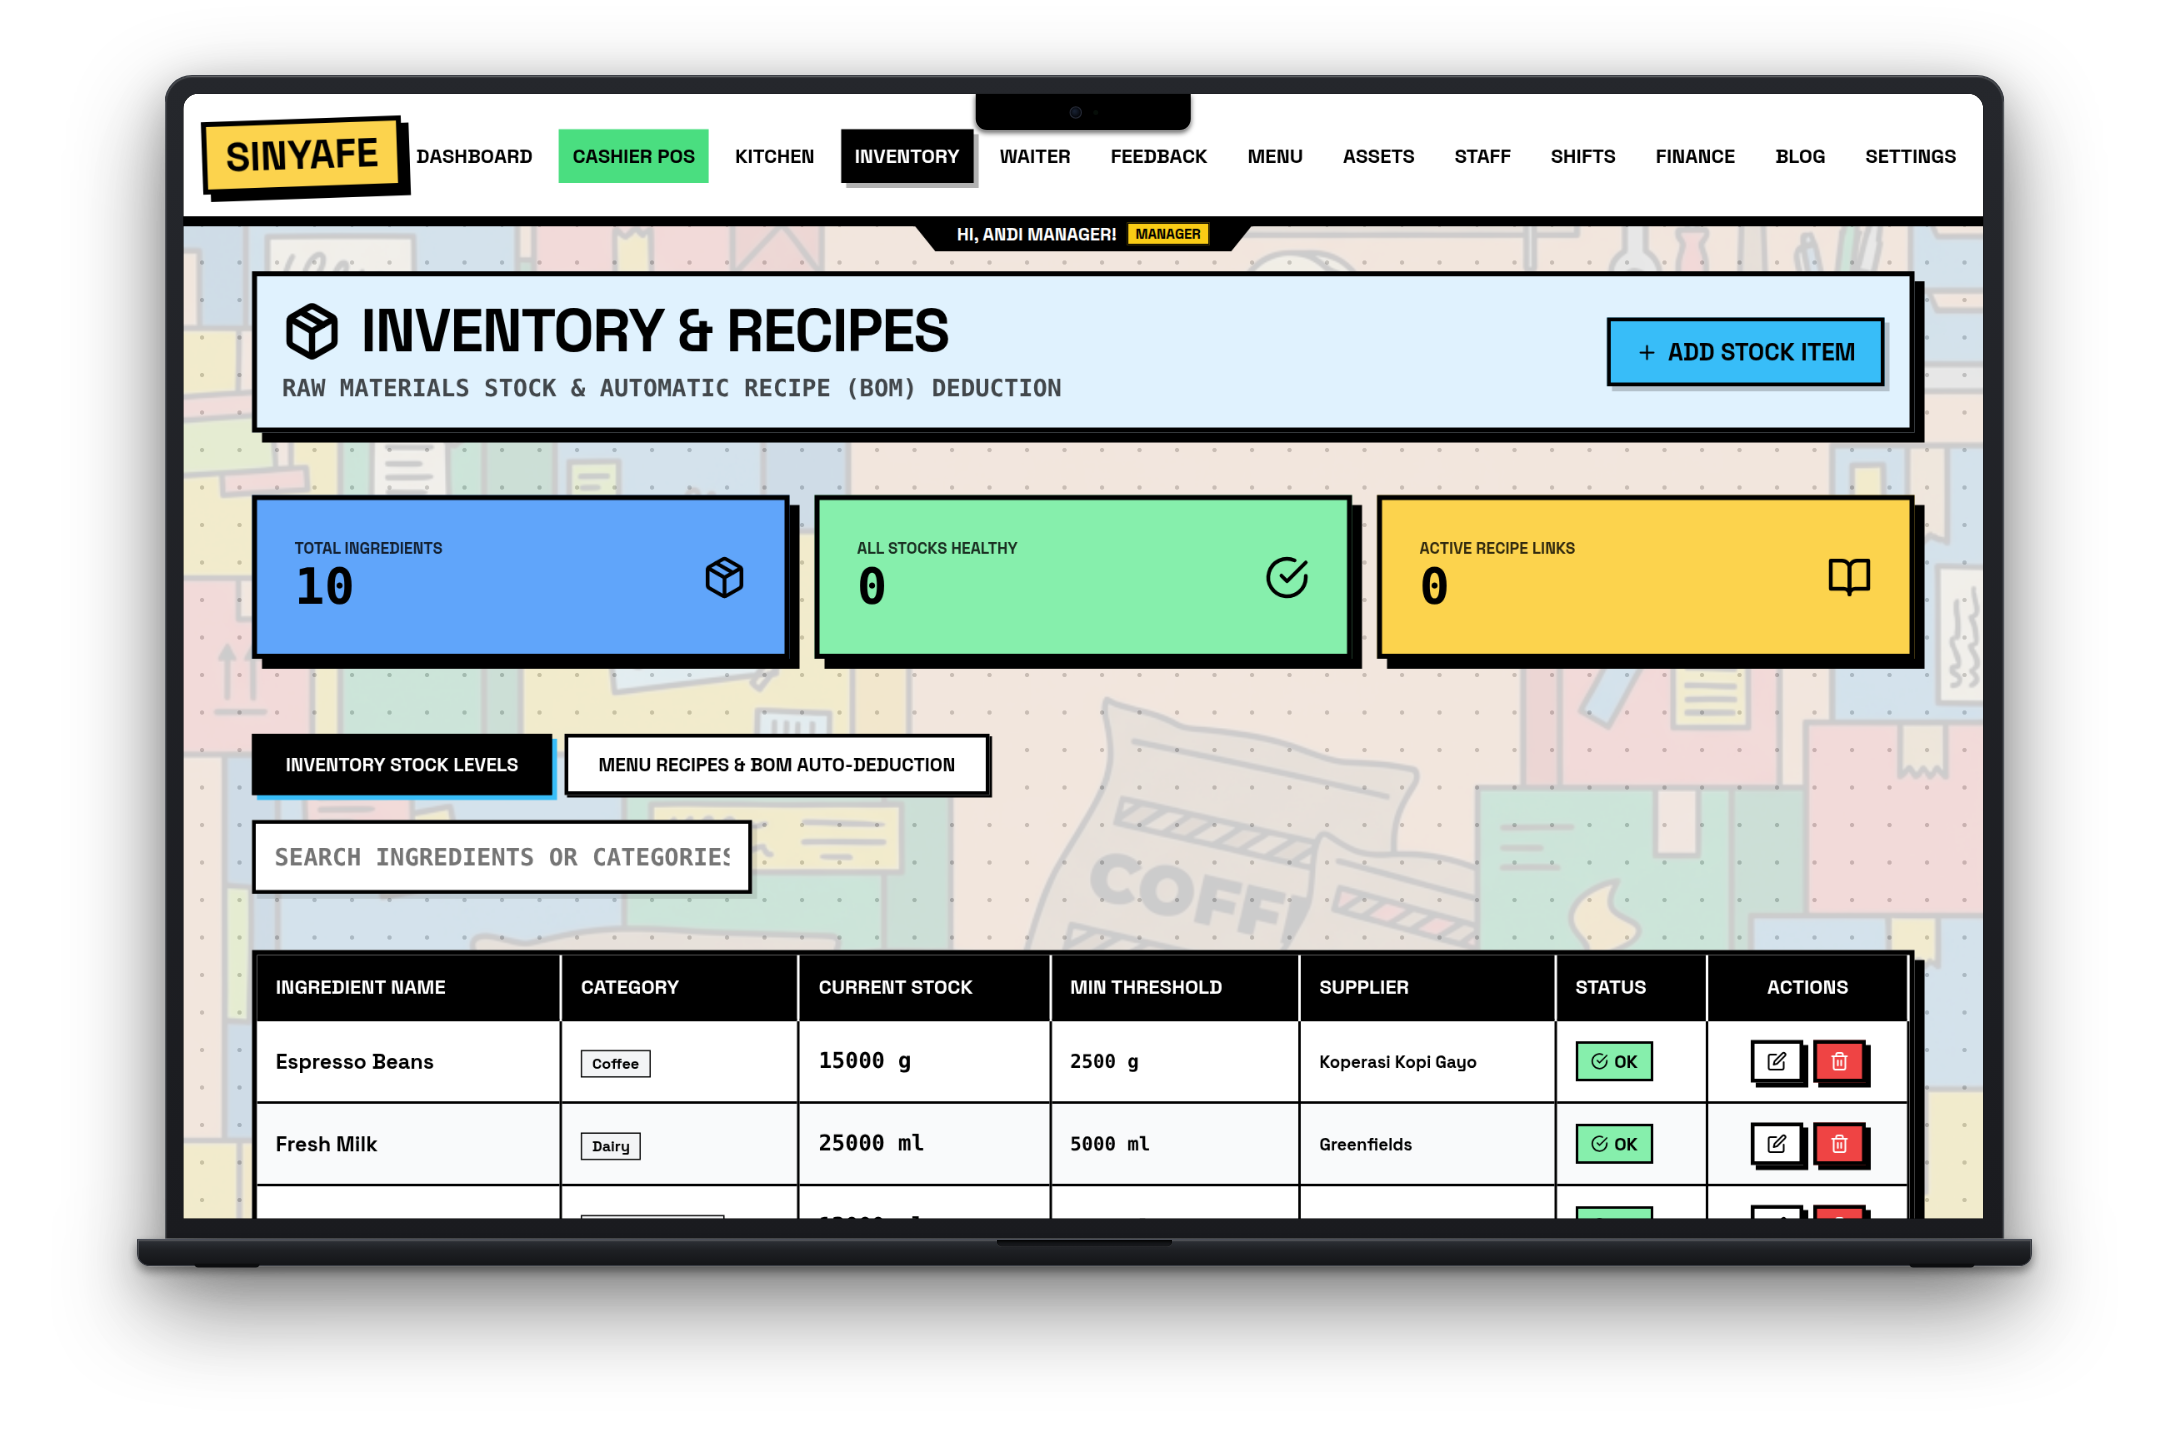 SINYAFE
DASHBOARD CASHIER POS KITCHEN INVENTORY WAITER FEEDBACK MENU ASSETS STAFF SHIFTS FINANCE BLOG SETTINGS
HI, ANDI MANAGER! MANAGER
INVENTORY & RECIPES
RAW MATERIALS STOCK & AUTOMATIC RECIPE (BOM) DEDUCTION
+ ADD STOCK ITEM
TOTAL INGREDIENTS
10
ALL STOCKS HEALTHY
0
ACTIVE RECIPE LINKS
0
INVENTORY STOCK LEVELS
MENU RECIPES & BOM AUTO-DEDUCTION
SEARCH INGREDIENTS OR CATEGORIES
COFF
INGREDIENT NAME CATEGORY CURRENT STOCK MIN THRESHOLD SUPPLIER STATUS ACTIONS
Espresso Beans Coffee 15000 g 2500 g Koperasi Kopi Gayo OK
Fresh Milk Dairy 25000 ml 5000 ml Greenfields OK